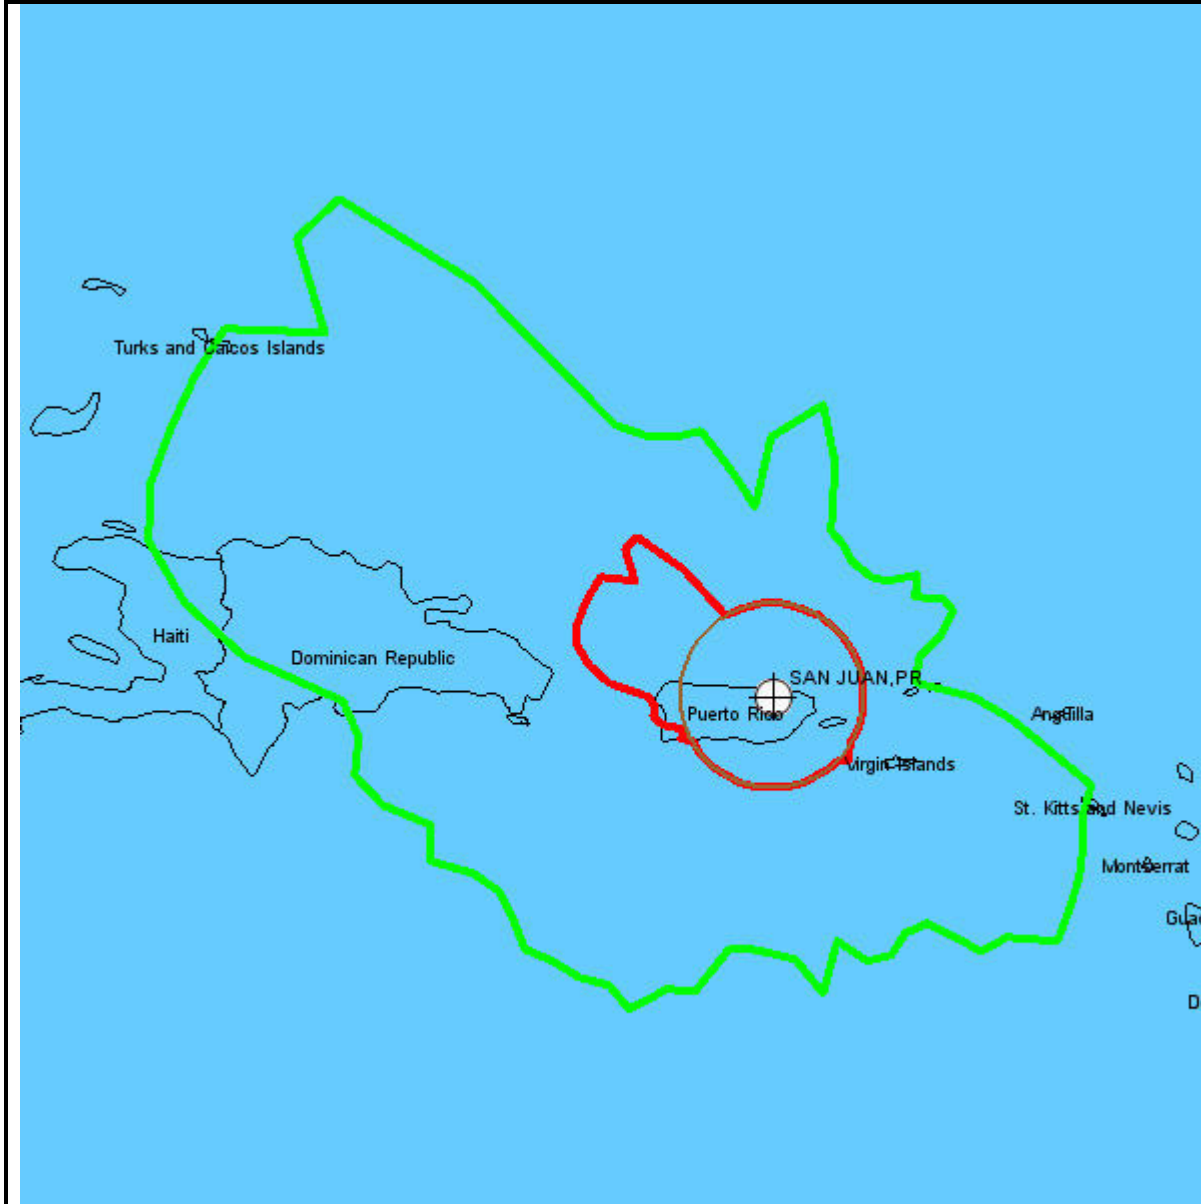 Turks and Caicos Islands
Haiti
Dominican Republic
SAN JUAN,PR
Puerto Rico
Virgin Islands
St. Kitts and Nevis
Montserrat
Gua
D